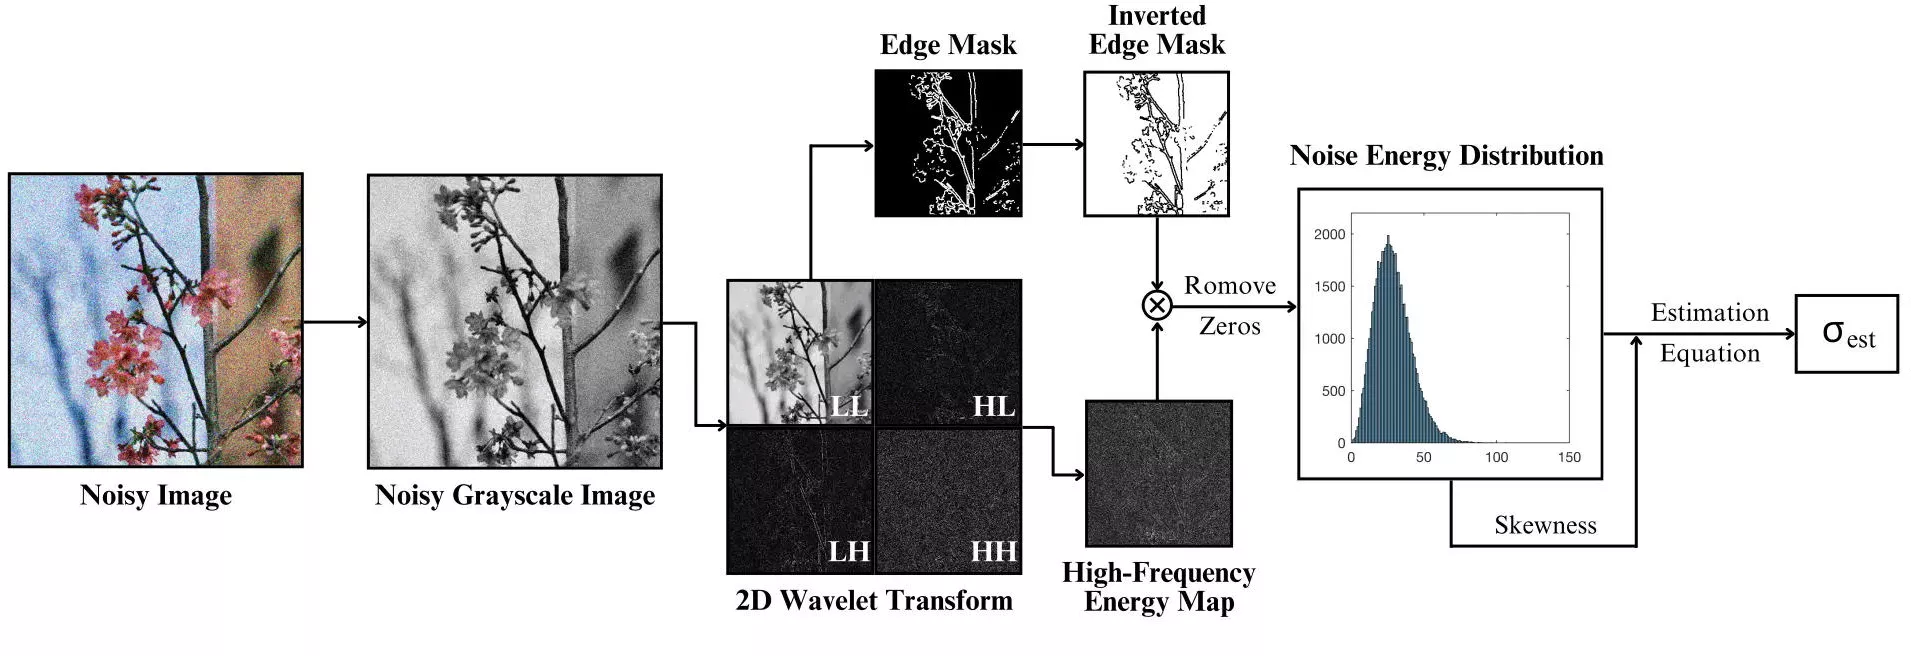 Inverted
Edge Mask
Edge Mask
Noise Energy Distribution
Romove
Zeros
2000
1500
1000
500
0
0
50
100
150
Estimation
Equation
σest
Skewness
LL
HL
LH
HH
Noisy Image
Noisy Grayscale Image
2D Wavelet Transform
High-Frequency
Energy Map